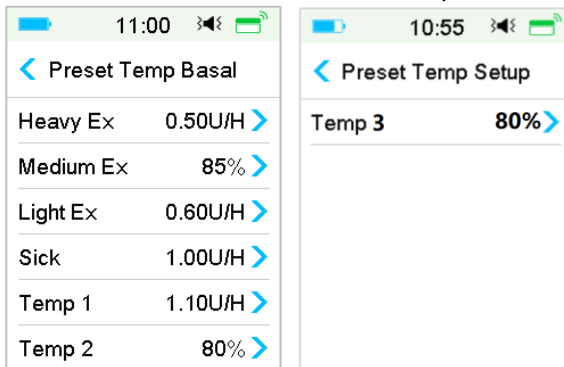 11:00
Preset Temp Basal
Heavy Ex 0.50U/H
Medium Ex 85%
Light Ex 0.60U/H
Sick 1.00U/H
Temp 1 1.10U/H
Temp 2 80%
10:55
Preset Temp Setup
Temp 3 80%